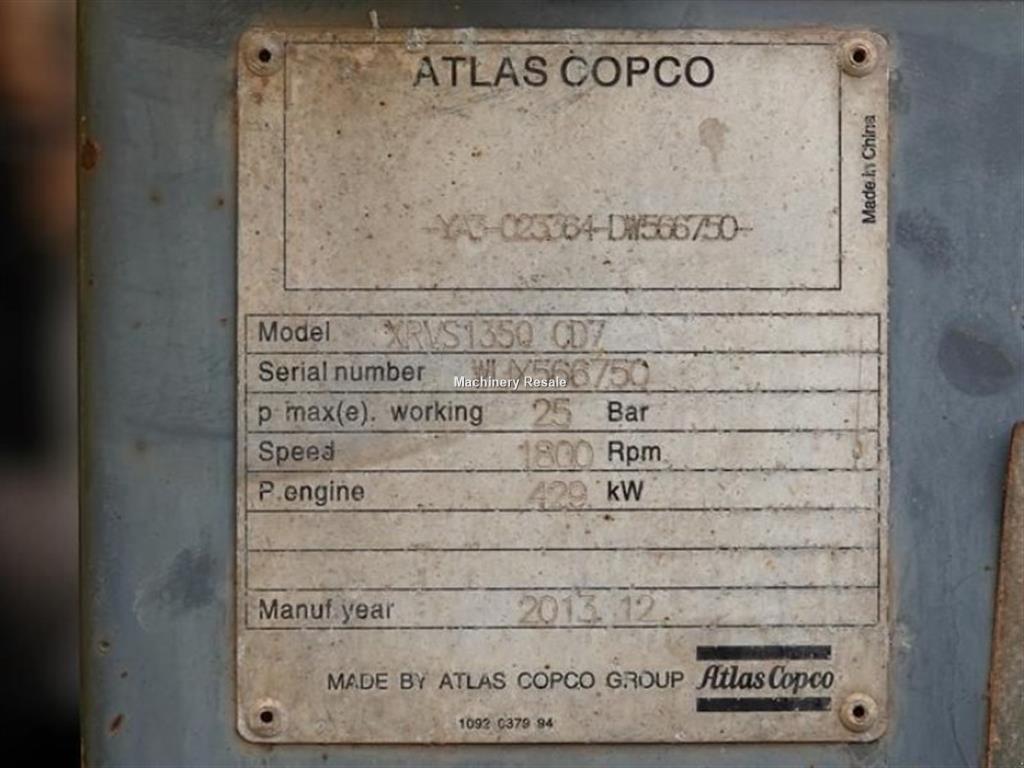 ATLAS COPCO
Made in China
-YA3-023364-DW566750-
Model XRVS1350 CD7
Serial number WUX566750
Machinery Resale
p max(e). working 25 Bar
Speed 1800 Rpm
P.engine 429 kW
Manuf year 2013.12
MADE BY ATLAS COPCO GROUP Atlas Copco
1092 0379 94